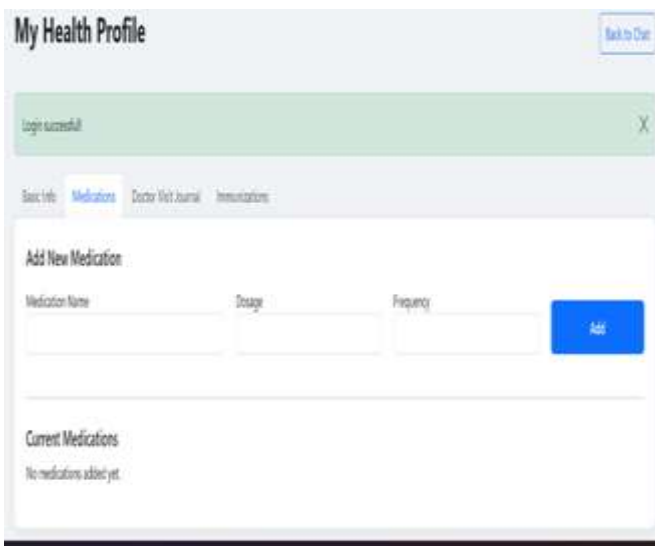 My Health Profile
Back to Chat
Login successful!
X
Basic Info Medications Doctor Visit Journal Immunizations
Add New Medication
Medication Name Dosage Frequency
Add
Current Medications
No medications added yet.